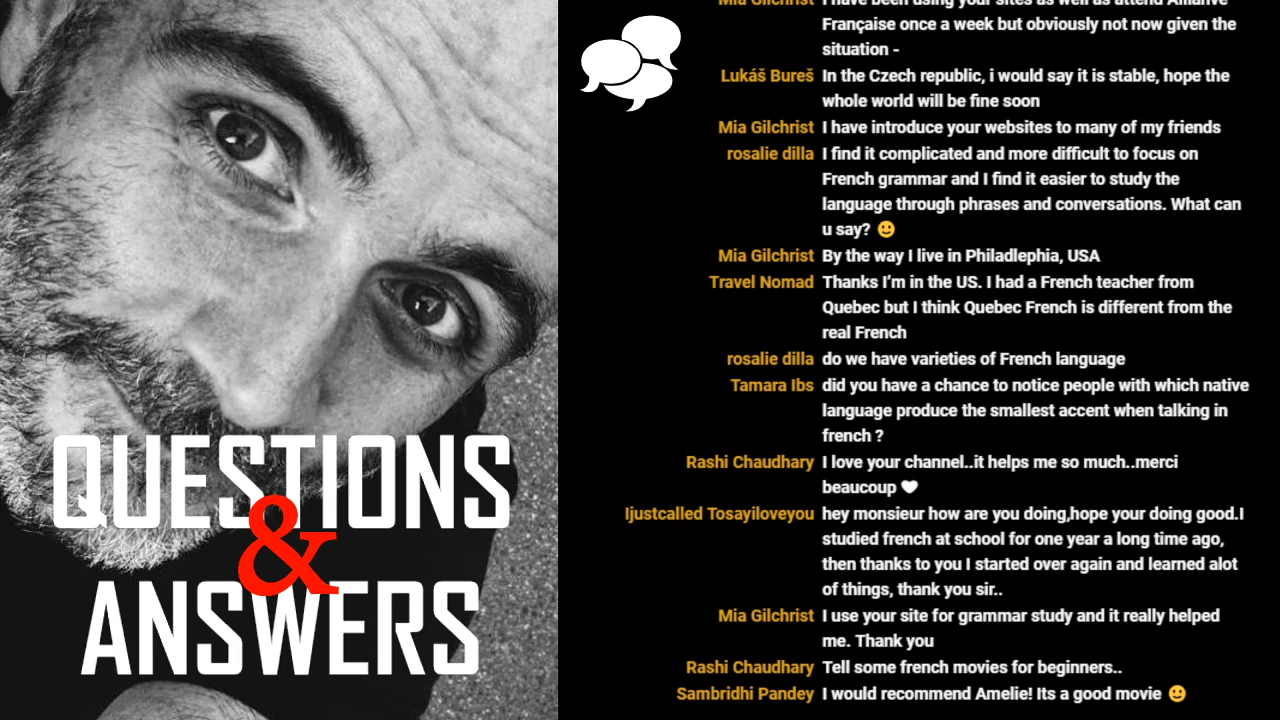 QUESTIONS
&
ANSWERS
Mia Gilchrist I have been using your sites as well as attend Allianve
Française once a week but obviously not now given the
situation -
Lukáš Bureš In the Czech republic, i would say it is stable, hope the
whole world will be fine soon
Mia Gilchrist I have introduce your websites to many of my friends
rosalie dilla I find it complicated and more difficult to focus on
French grammar and I find it easier to study the
language through phrases and conversations. What can
u say? 🙂
Mia Gilchrist By the way I live in Philadlephia, USA
Travel Nomad Thanks I'm in the US. I had a French teacher from
Quebec but I think Quebec French is different from the
real French
rosalie dilla do we have varieties of French language
Tamara Ibs did you have a chance to notice people with which native
language produce the smallest accent when talking in
french ?
Rashi Chaudhary I love your channel..it helps me so much..merci
beaucoup 🤍
Ijustcalled Tosayiloveyou hey monsieur how are you doing,hope your doing good.I
studied french at school for one year a long time ago,
then thanks to you I started over again and learned alot
of things, thank you sir..
Mia Gilchrist I use your site for grammar study and it really helped
me. Thank you
Rashi Chaudhary Tell some french movies for beginners..
Sambridhi Pandey I would recommend Amelie! Its a good movie 🙂